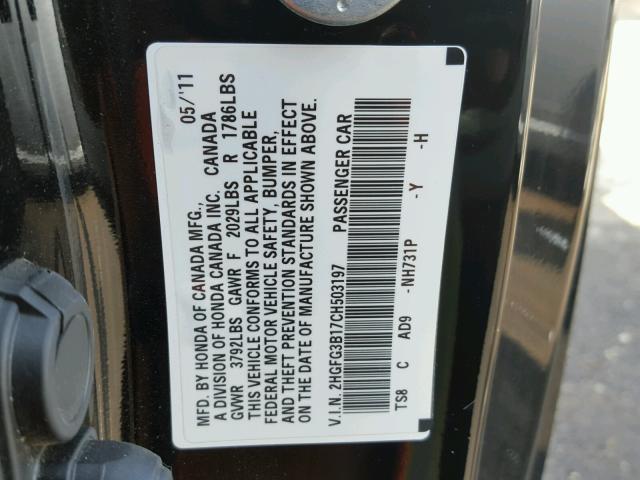 MFD. BY HONDA OF CANADA MFG., 05/'11
A DIVISION OF HONDA CANADA INC. CANADA
GVWR 3792LBS GAWR F 2029LBS R 1786LBS
THIS VEHICLE CONFORMS TO ALL APPLICABLE
FEDERAL MOTOR VEHICLE SAFETY, BUMPER,
AND THEFT PREVENTION STANDARDS IN EFFECT
ON THE DATE OF MANUFACTURE SHOWN ABOVE.
V.I.N. 2HGFG3B17CH503197 PASSENGER CAR
TS8 C AD9 -NH731P -Y -H